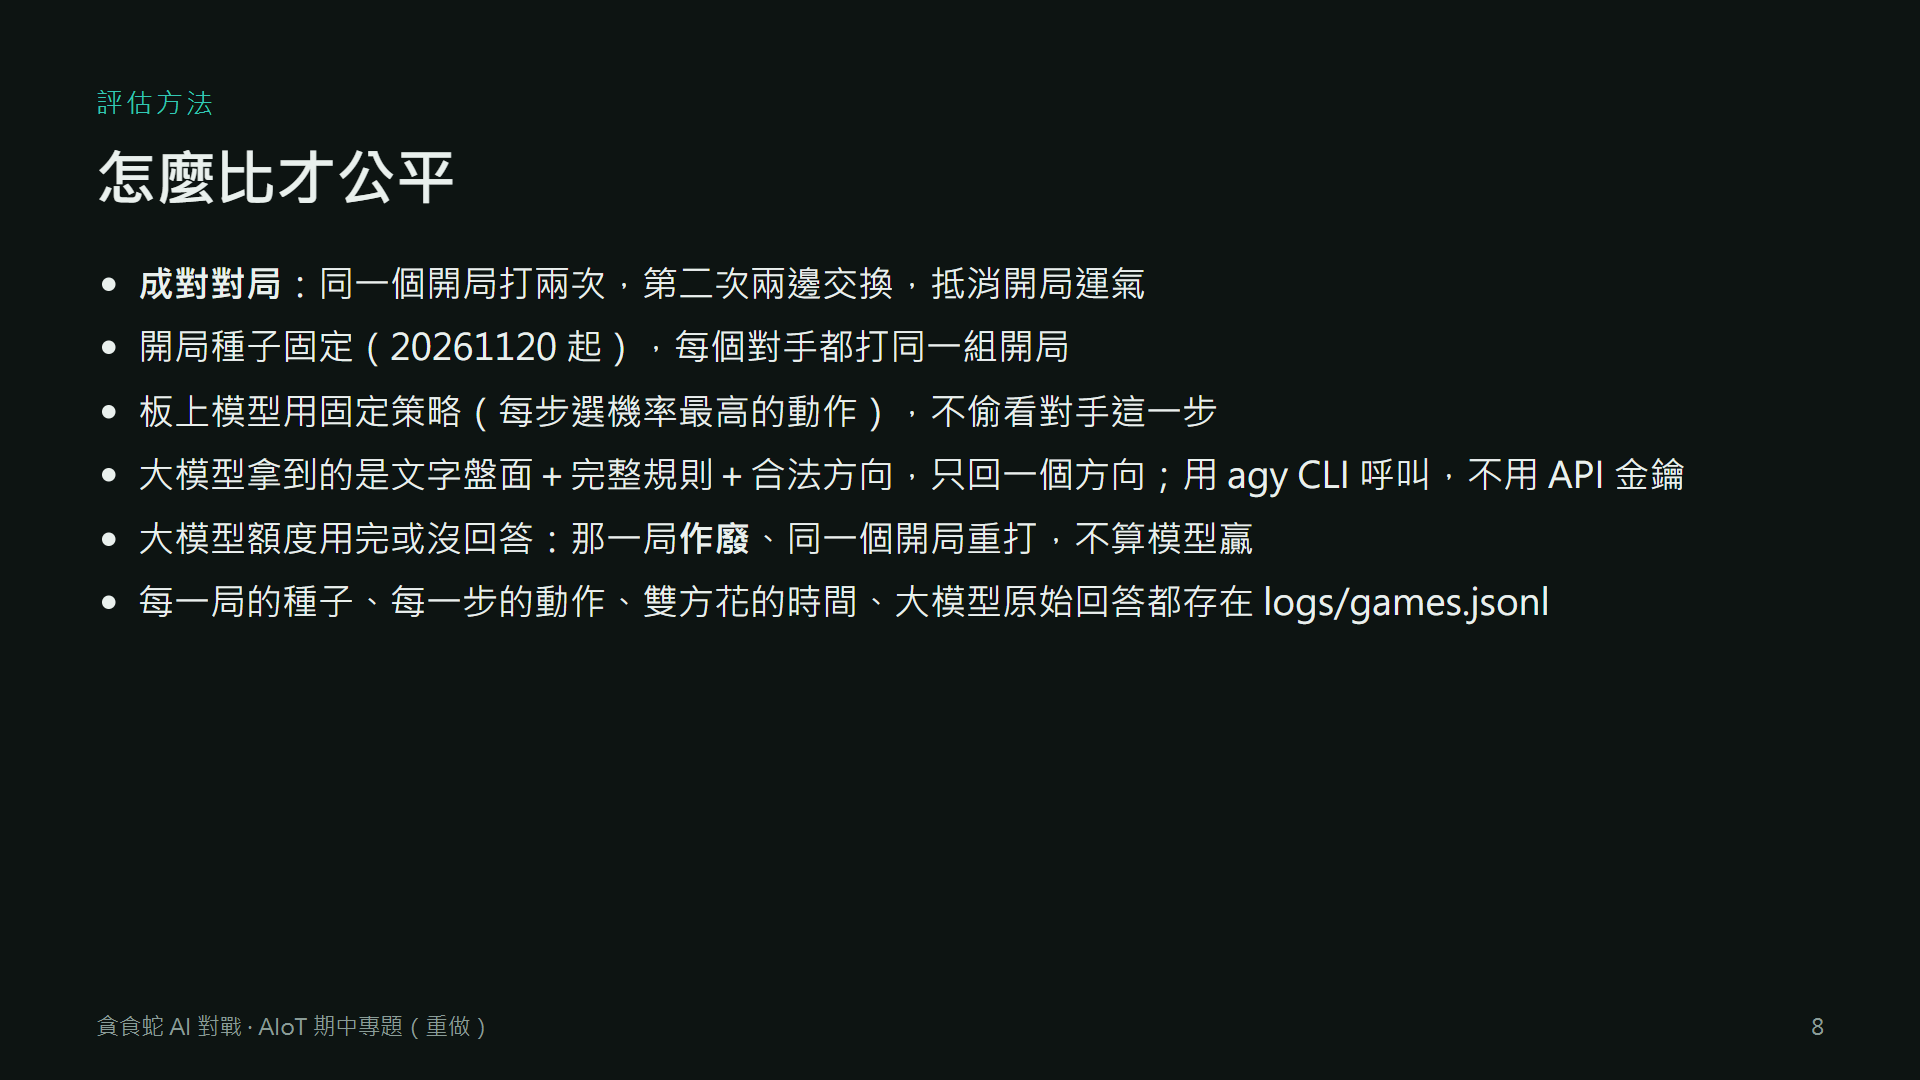 評估方法
怎麼比才公平
• 成對對局：同一個開局打兩次，第二次兩邊交換，抵消開局運氣
• 開局種子固定（20261120 起），每個對手都打同一組開局
• 板上模型用固定策略（每步選機率最高的動作），不偷看對手這一步
• 大模型拿到的是文字盤面 + 完整規則 + 合法方向，只回一個方向；用 agy CLI 呼叫，不用 API 金鑰
• 大模型額度用完或沒回答：那一局作廢、同一個開局重打，不算模型贏
• 每一局的種子、每一步的動作、雙方花的時間、大模型原始回答都存在 logs/games.jsonl
貪食蛇 AI 對戰 · AIoT 期中專題（重做）
8